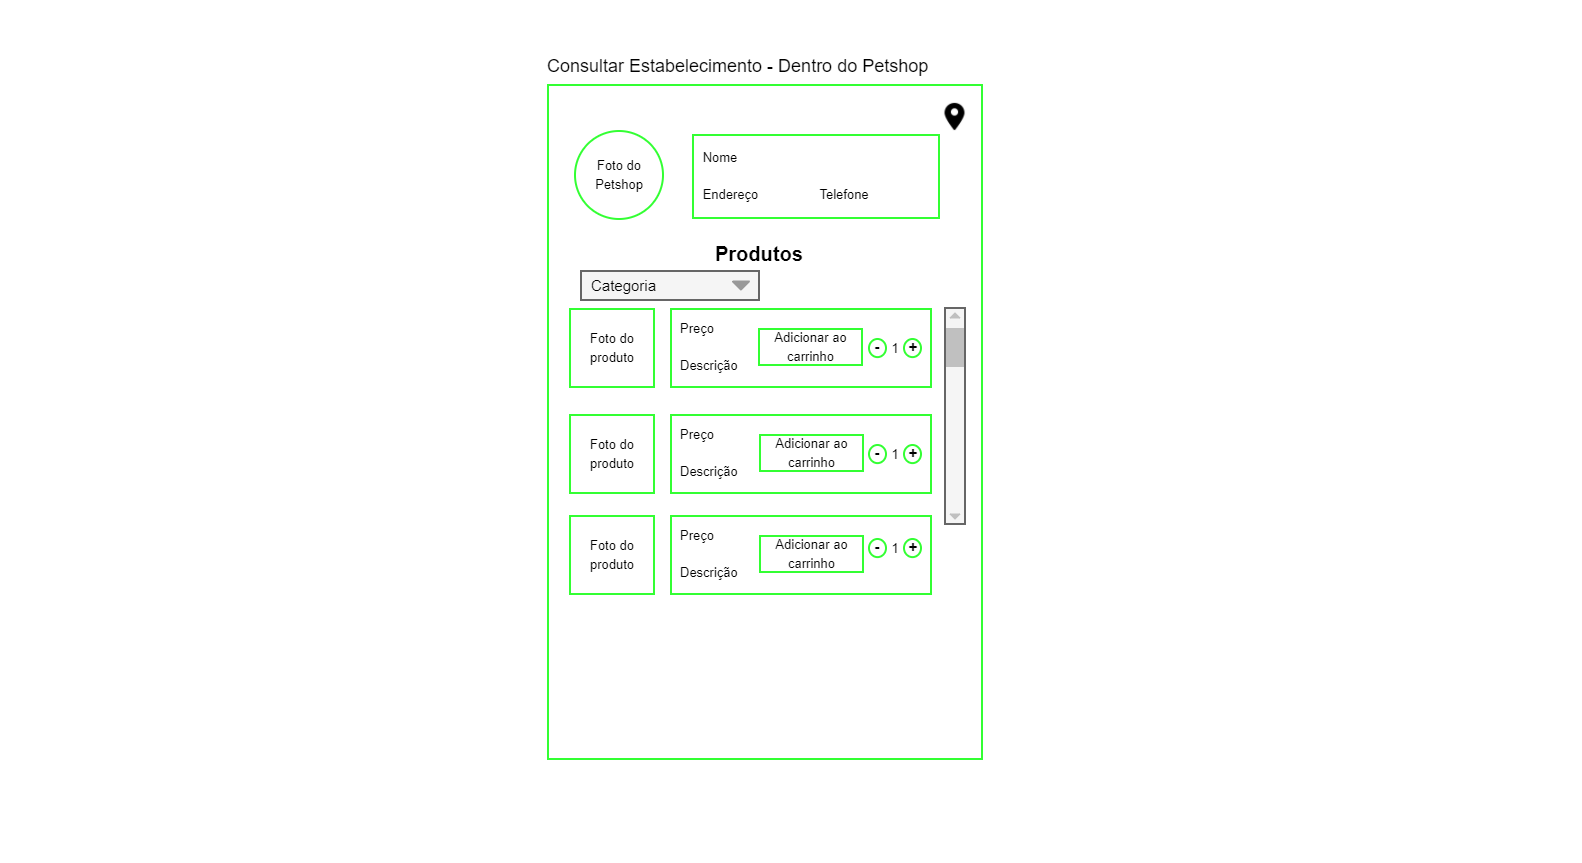 Consultar Estabelecimento - Dentro do Petshop
Foto do
Petshop
Nome
Endereço Telefone
Produtos
Categoria
Foto do
produto
Preço
Descrição
Adicionar ao
carrinho
- 1 +
Foto do
produto
Preço
Descrição
Adicionar ao
carrinho
- 1 +
Foto do
produto
Preço
Descrição
Adicionar ao
carrinho
- 1 +